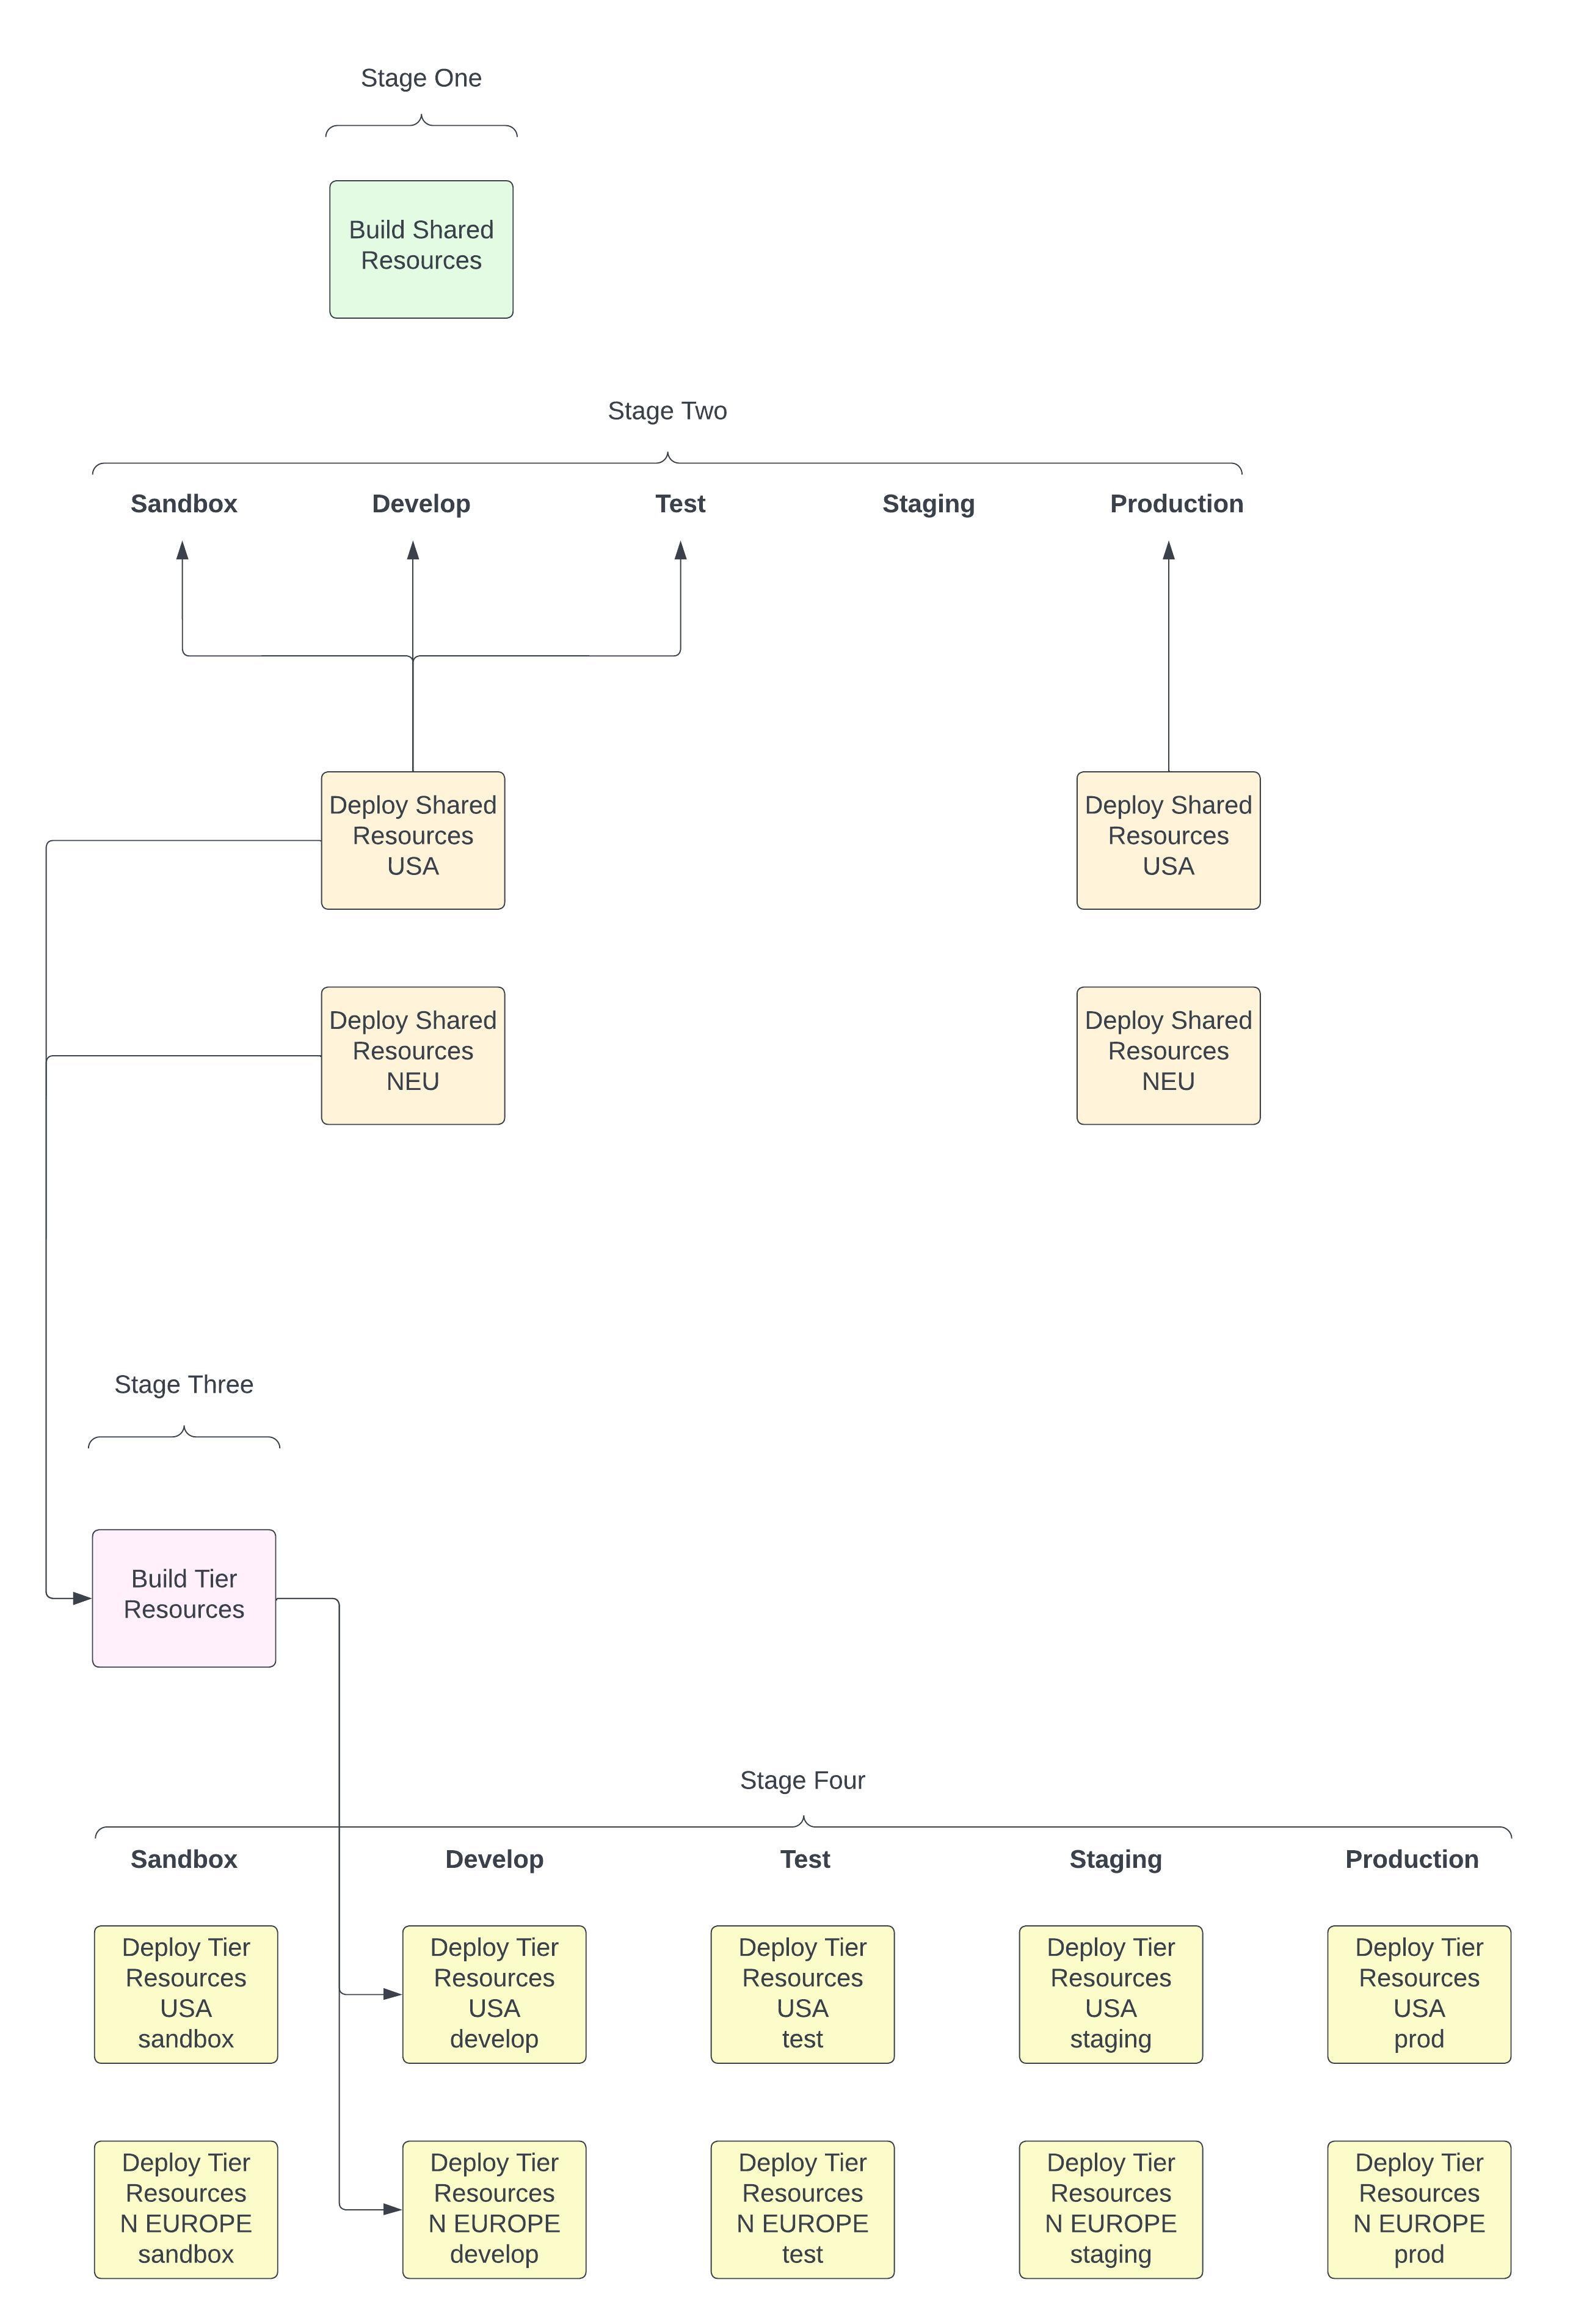 Stage One
Build Shared
Resources
Stage Two
Sandbox
Develop
Test
Staging
Production
Deploy Shared
Resources
USA
Deploy Shared
Resources
USA
Deploy Shared
Resources
NEU
Deploy Shared
Resources
NEU
Stage Three
Build Tier
Resources
Stage Four
Sandbox
Develop
Test
Staging
Production
Deploy Tier
Resources
USA
sandbox
Deploy Tier
Resources
USA
develop
Deploy Tier
Resources
USA
test
Deploy Tier
Resources
USA
staging
Deploy Tier
Resources
USA
prod
Deploy Tier
Resources
N EUROPE
sandbox
Deploy Tier
Resources
N EUROPE
develop
Deploy Tier
Resources
N EUROPE
test
Deploy Tier
Resources
N EUROPE
staging
Deploy Tier
Resources
N EUROPE
prod